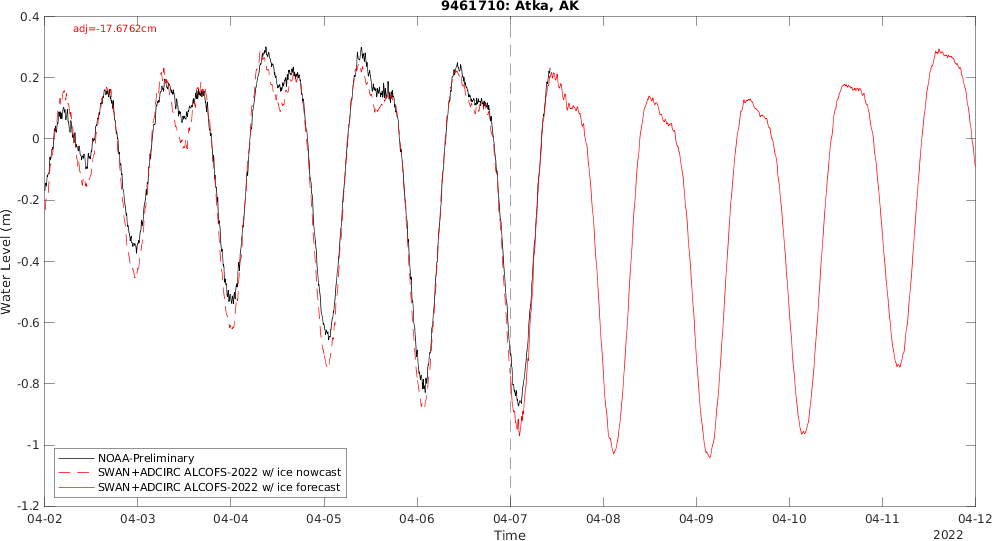 9461710: Atka, AK
adj=-17.6762cm
0.4
0.2
0
-0.2
-0.4
-0.6
-0.8
-1
-1.2
Water Level (m)
NOAA-Preliminary
SWAN+ADCIRC ALCOFS-2022 w/ ice nowcast
SWAN+ADCIRC ALCOFS-2022 w/ ice forecast
04-02 04-03 04-04 04-05 04-06 04-07 04-08 04-09 04-10 04-11 04-12
Time
2022